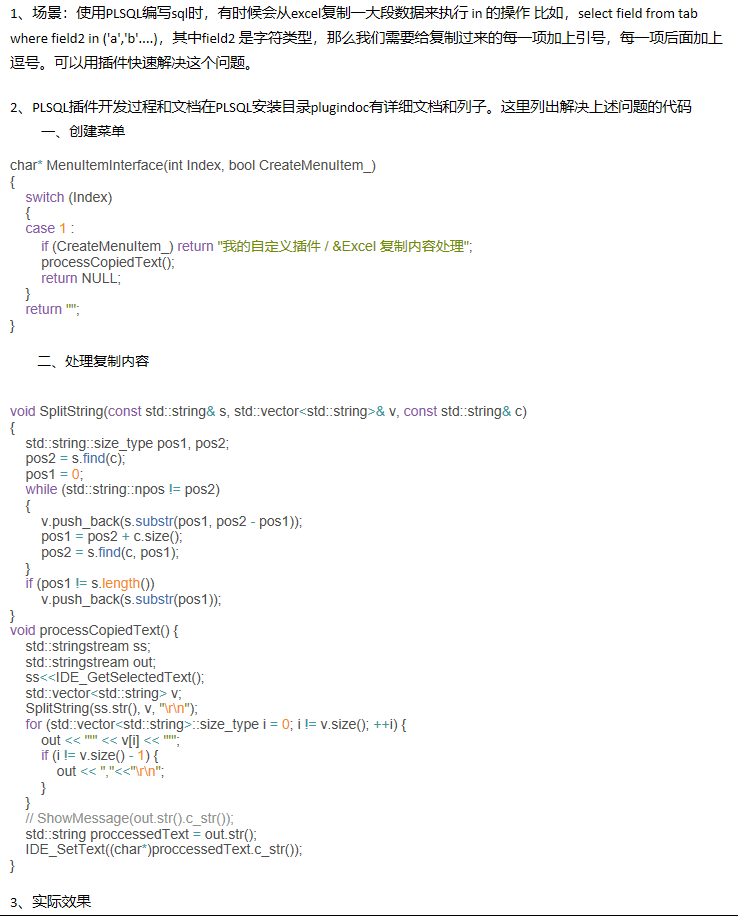 1、场景：使用PLSQL编写sql时，有时候会从excel复制一大段数据来执行 in 的操作 比如，select field from tab
where field2 in ('a','b'....)，其中field2 是字符类型，那么我们需要给复制过来的每一项加上引号，每一项后面加上
逗号。可以用插件快速解决这个问题。
2、PLSQL插件开发过程和文档在PLSQL安装目录plugindoc有详细文档和列子。这里列出解决上述问题的代码
一、创建菜单
char* MenuItemInterface(int Index, bool CreateMenuItem_)
{
switch (Index)
{
case 1 :
if (CreateMenuItem_) return "我的自定义插件 / &Excel 复制内容处理";
processCopiedText();
return NULL;
}
return "";
}
二、处理复制内容
void SplitString(const std::string& s, std::vector<std::string>& v, const std::string& c)
{
std::string::size_type pos1, pos2;
pos2 = s.find(c);
pos1 = 0;
while (std::string::npos != pos2)
{
v.push_back(s.substr(pos1, pos2 - pos1));
pos1 = pos2 + c.size();
pos2 = s.find(c, pos1);
}
if (pos1 != s.length())
v.push_back(s.substr(pos1));
}
void processCopiedText() {
std::stringstream ss;
std::stringstream out;
ss<<IDE_GetSelectedText();
std::vector<std::string> v;
SplitString(ss.str(), v, "\r\n");
for (std::vector<std::string>::size_type i = 0; i != v.size(); ++i) {
out << "'" << v[i] << "'";
if (i != v.size() - 1) {
out << ","<<"\r\n";
}
}
// ShowMessage(out.str().c_str());
std::string proccessedText = out.str();
IDE_SetText((char*)proccessedText.c_str());
}
3、实际效果